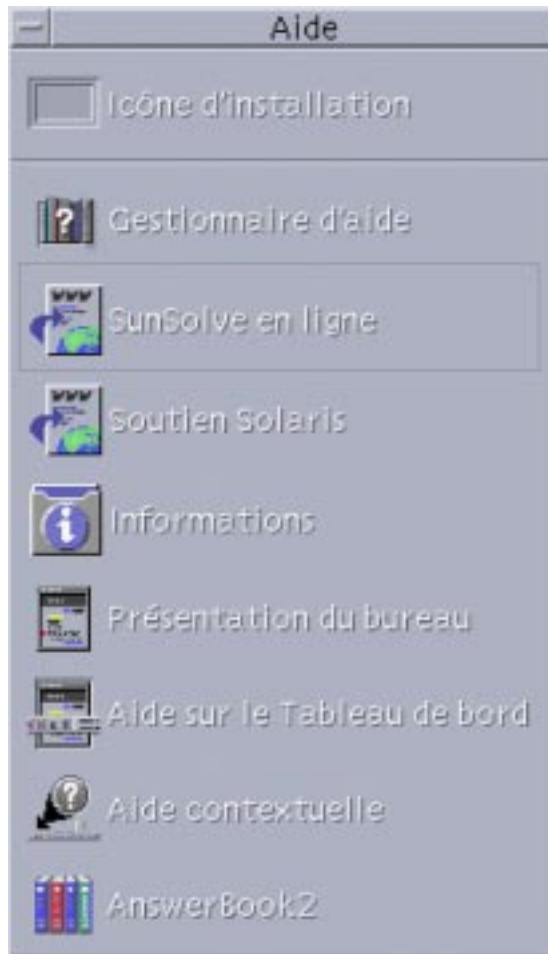 Aide
Icône d'installation
Gestionnaire d'aide
SunSolve en ligne
Soutien Solaris
Informations
Présentation du bureau
Aide sur le Tableau de bord
Aide contextuelle
AnswerBook2